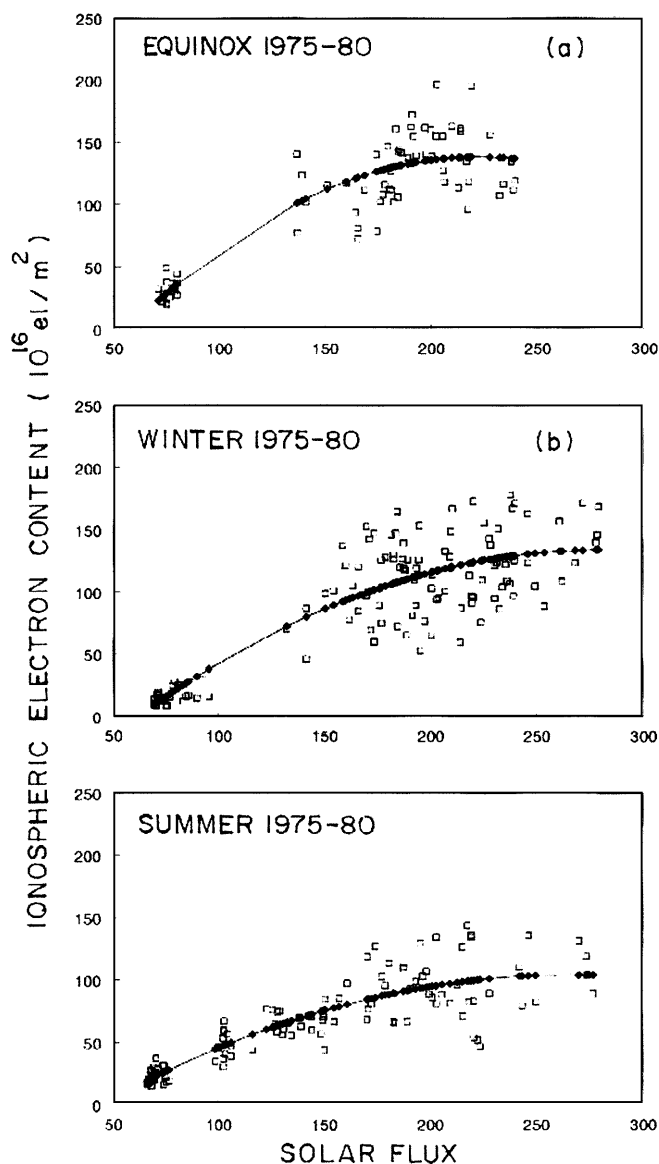 EQUINOX 1975-80 (a)
250
200
150
100
50
0
50 100 150 200 250 300
WINTER 1975-80 (b)
250
200
150
100
50
0
50 100 150 200 250 300
SUMMER 1975-80
250
200
150
100
50
0
50 100 150 200 250 300
IONOSPHERIC ELECTRON CONTENT (10^16 el/m^2)
SOLAR FLUX